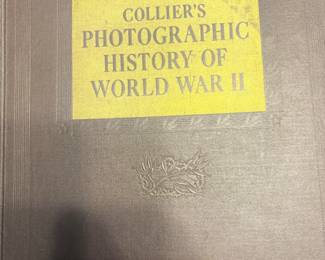 COLLIER'S
PHOTOGRAPHIC
HISTORY OF
WORLD WAR II